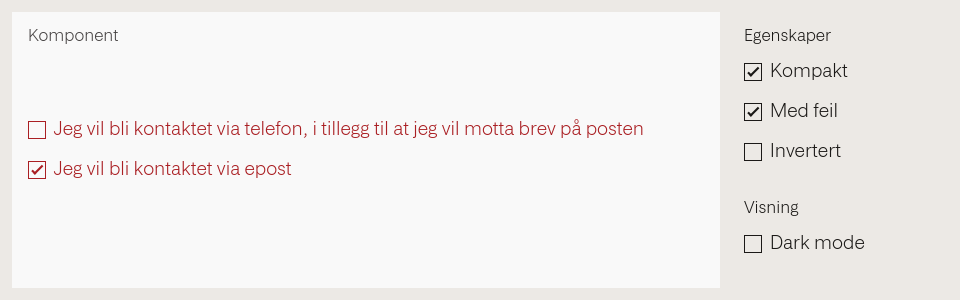 Komponent
Jeg vil bli kontaktet via telefon, i tillegg til at jeg vil motta brev på posten
Jeg vil bli kontaktet via epost
Egenskaper
Kompakt
Med feil
Invertert
Visning
Dark mode